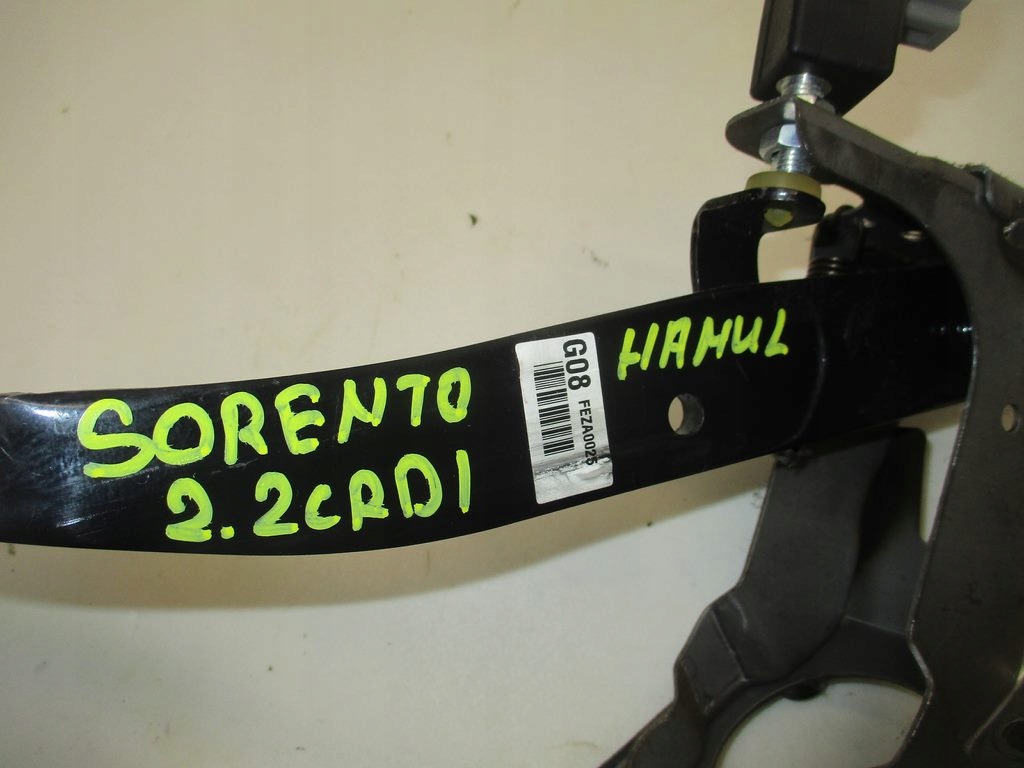 SORENTO
2.2CRDI
G08
FEZA0025
HAMUL